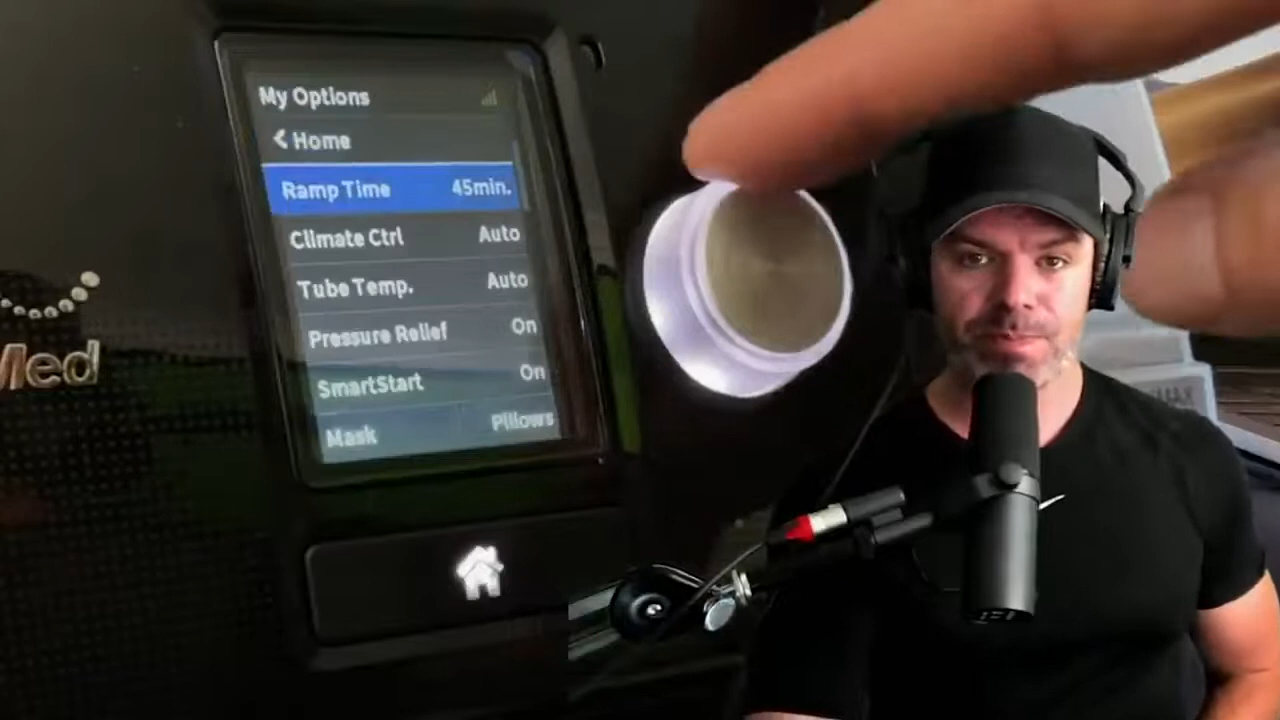 My Options
Home
Ramp Time 45min.
Climate Ctrl Auto
Tube Temp. Auto
Pressure Relief On
SmartStart On
Mask Pillows
Med